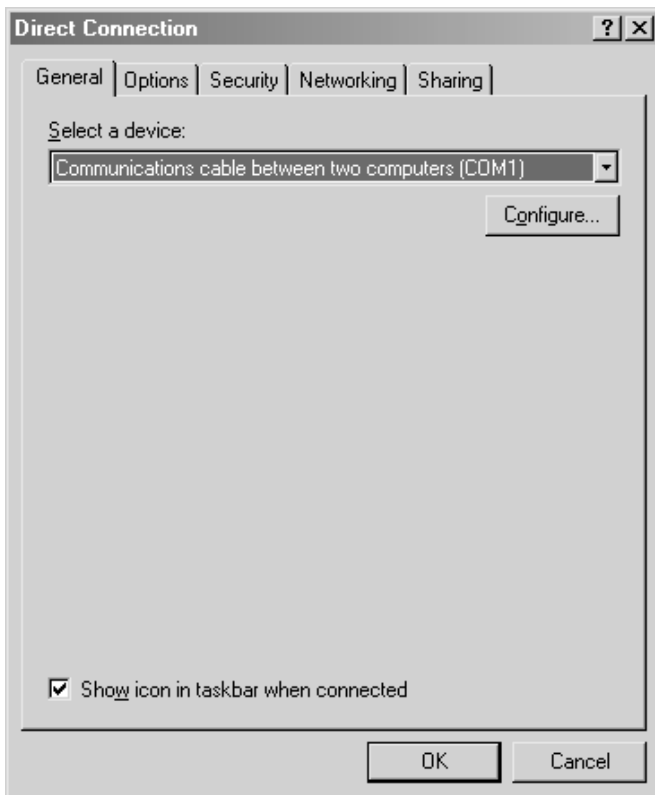 Direct Connection
General Options Security Networking Sharing
Select a device:
Communications cable between two computers (COM1)
Configure...
Show icon in taskbar when connected
OK Cancel